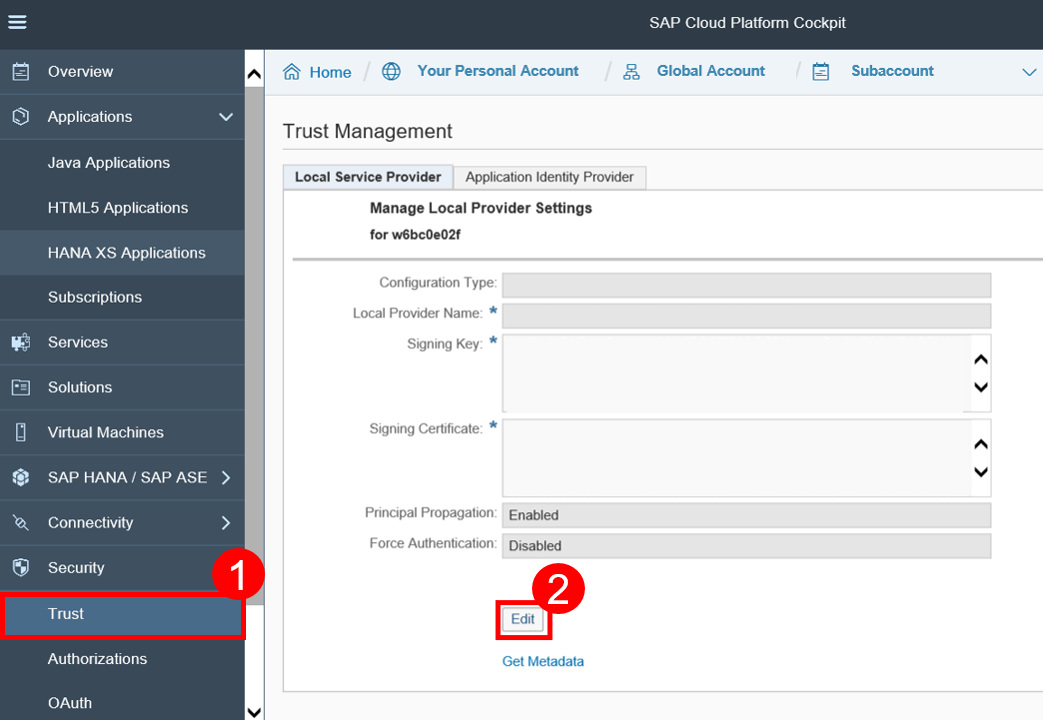 SAP Cloud Platform Cockpit
Overview
Applications
Java Applications
HTML5 Applications
HANA XS Applications
Subscriptions
Services
Solutions
Virtual Machines
SAP HANA / SAP ASE
Connectivity
Security
1
Trust
Authorizations
OAuth
Home / Your Personal Account / Global Account / Subaccount
Trust Management
Local Service Provider Application Identity Provider
Manage Local Provider Settings
for w6bc0e02f
Configuration Type:
Local Provider Name: *
Signing Key: *
Signing Certificate: *
Principal Propagation: Enabled
Force Authentication: Disabled
2
Edit
Get Metadata